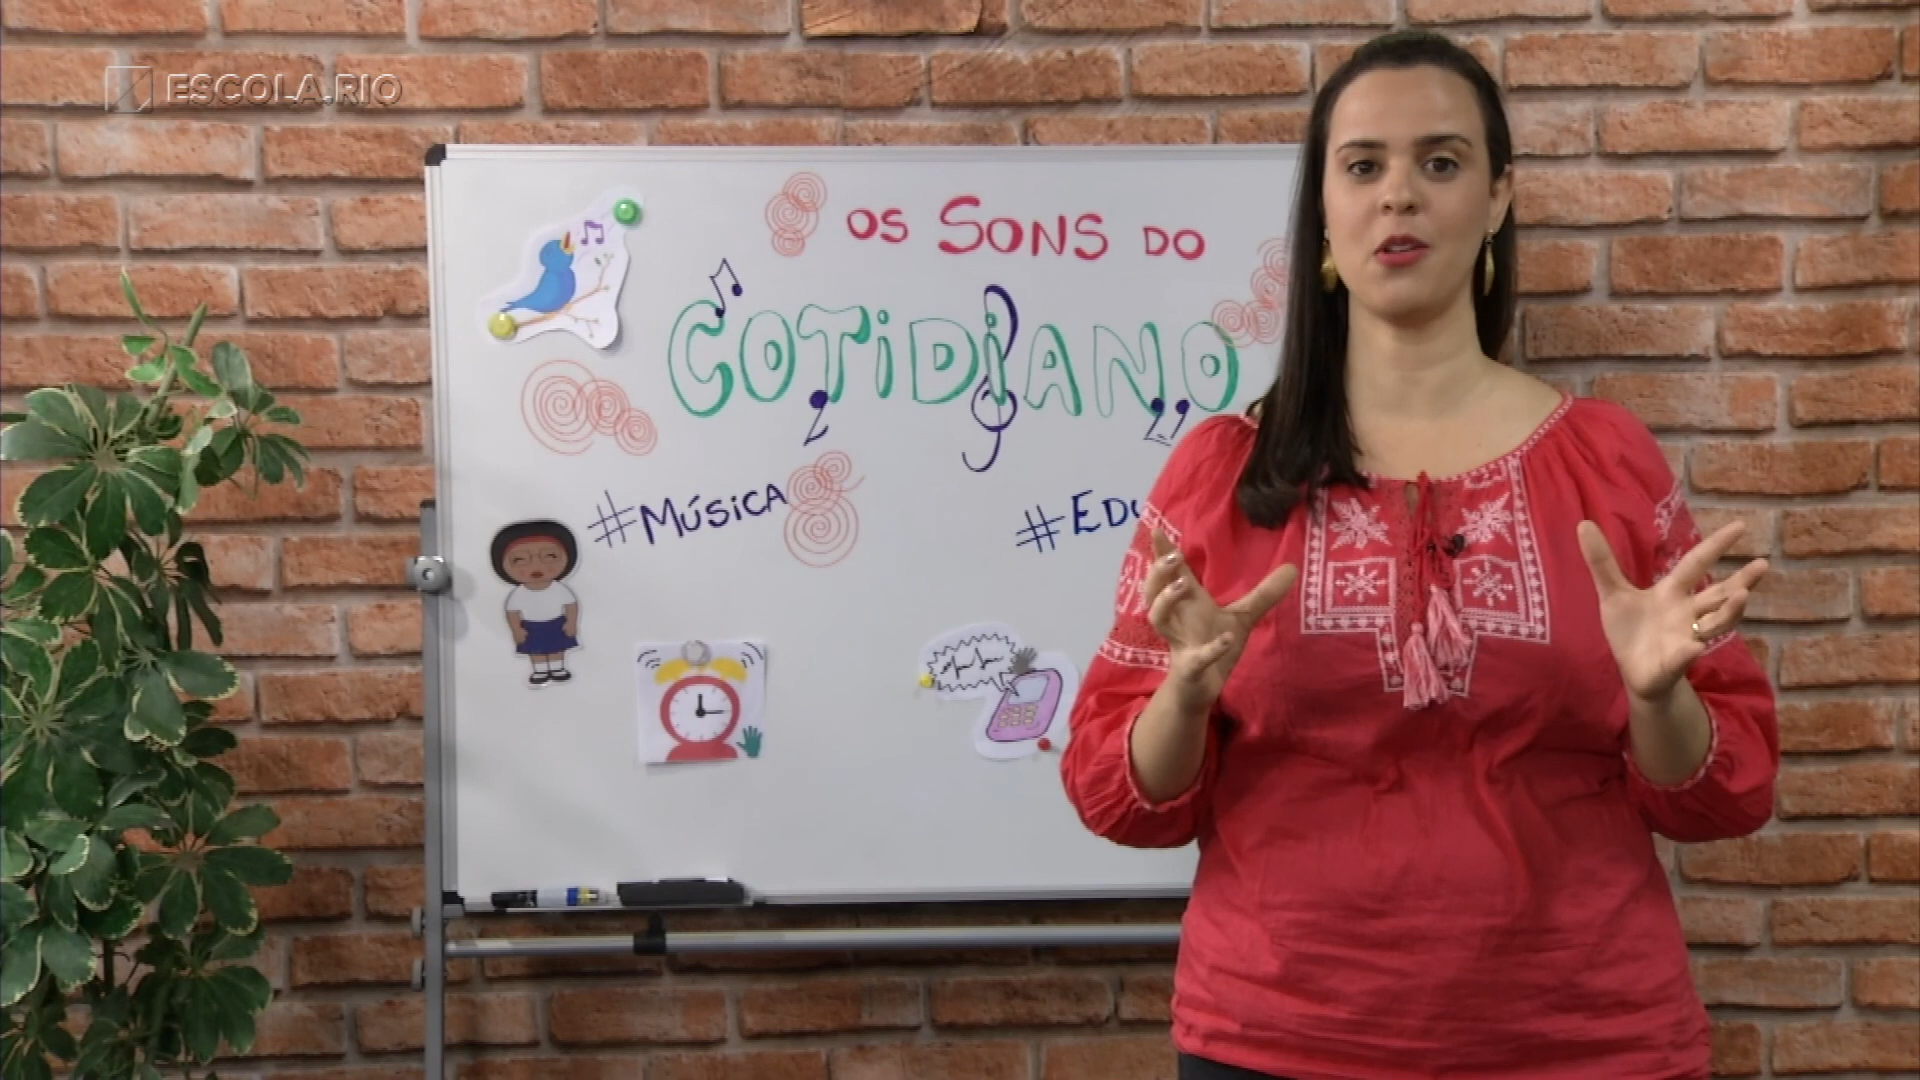 ESCOLA.RIO
OS SONS DO
COTIDIANO
#MÚSICA
#EDU